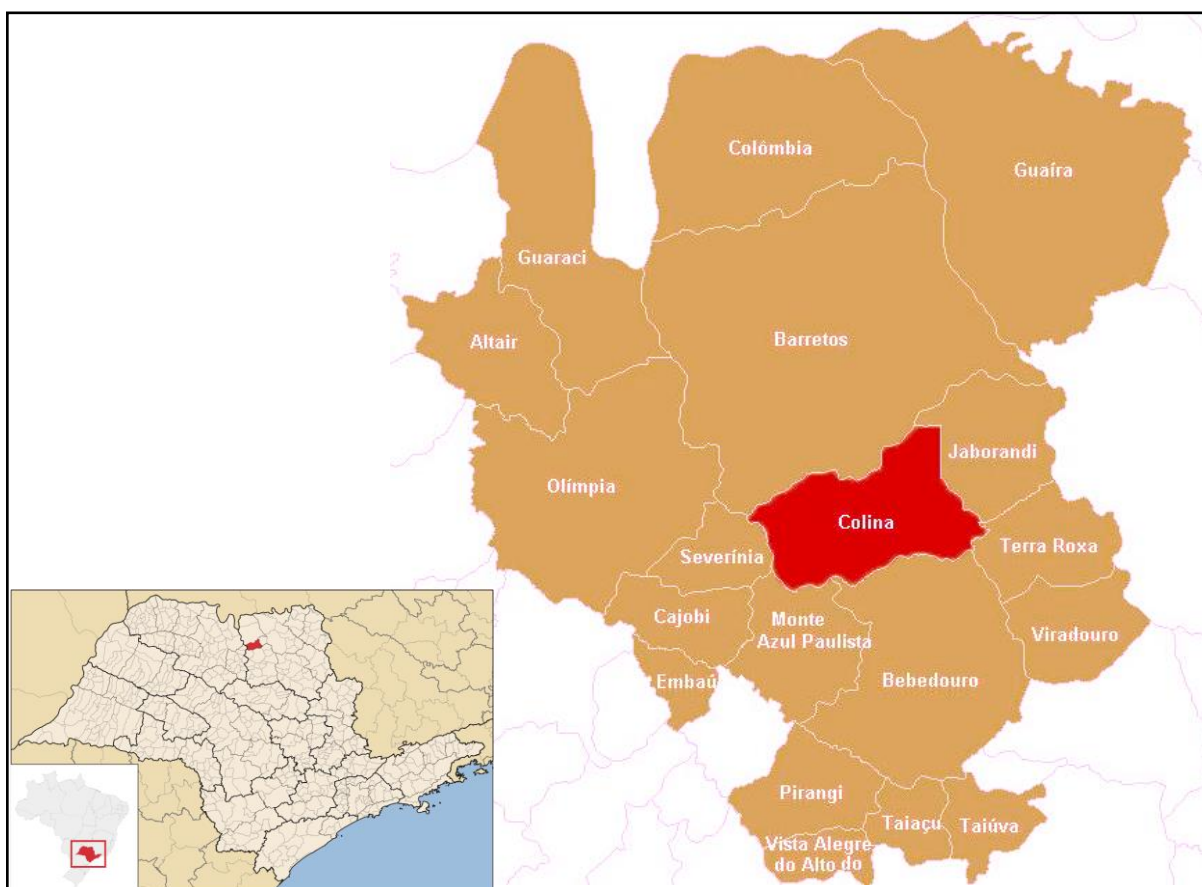 Colômbia
Guaíra
Guaraci
Altair
Barretos
Jaborandi
Olímpia
Colina
Severínia
Terra Roxa
Cajobi
Monte
Azul Paulista
Viradouro
Embaú
Bebedouro
Pirangi
Taiaçu
Taiúva
Vista Alegre
do Alto do